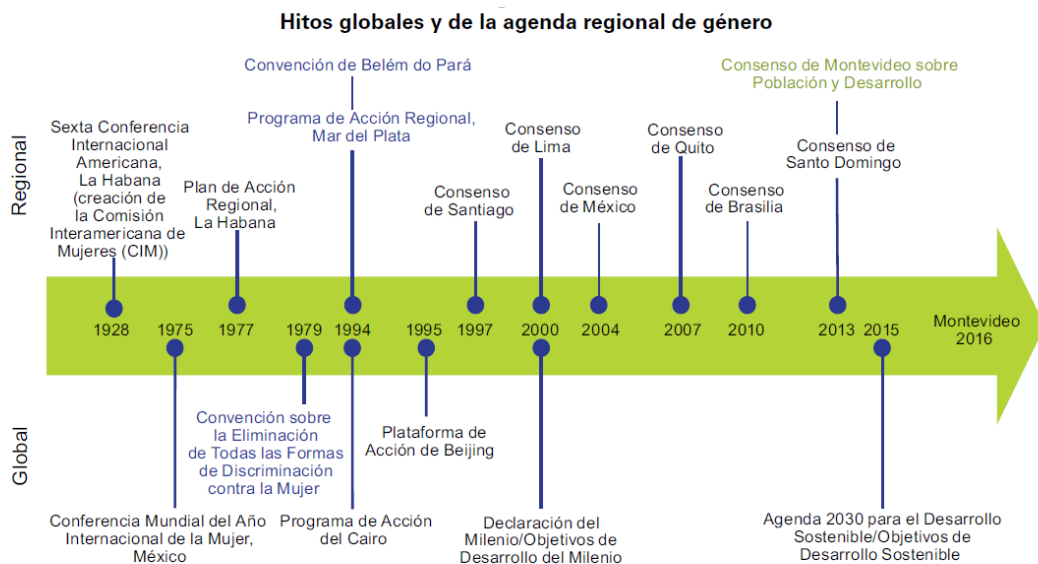 Hitos globales y de la agenda regional de género
Regional
Convención de Belém do Pará
Programa de Acción Regional,
Mar del Plata
Consenso de Montevideo sobre
Población y Desarrollo
Sexta Conferencia
Internacional
Americana,
La Habana
(creación de
la Comisión
Interamericana de
Mujeres (CIM))
Plan de Acción
Regional,
La Habana
Consenso
de Santiago
Consenso
de Lima
Consenso
de México
Consenso
de Quito
Consenso
de Brasilia
Consenso de
Santo Domingo
1928
1975
1977
1979
1994
1995
1997
2000
2004
2007
2010
2013
2015
Montevideo
2016
Global
Conferencia Mundial del Año
Internacional de la Mujer,
México
Convención sobre
la Eliminación
de Todas las Formas
de Discriminación
contra la Mujer
Programa de Acción
del Cairo
Plataforma de
Acción de Beijing
Declaración del
Milenio/Objetivos de
Desarrollo del Milenio
Agenda 2030 para el Desarrollo
Sostenible/Objetivos de
Desarrollo Sostenible